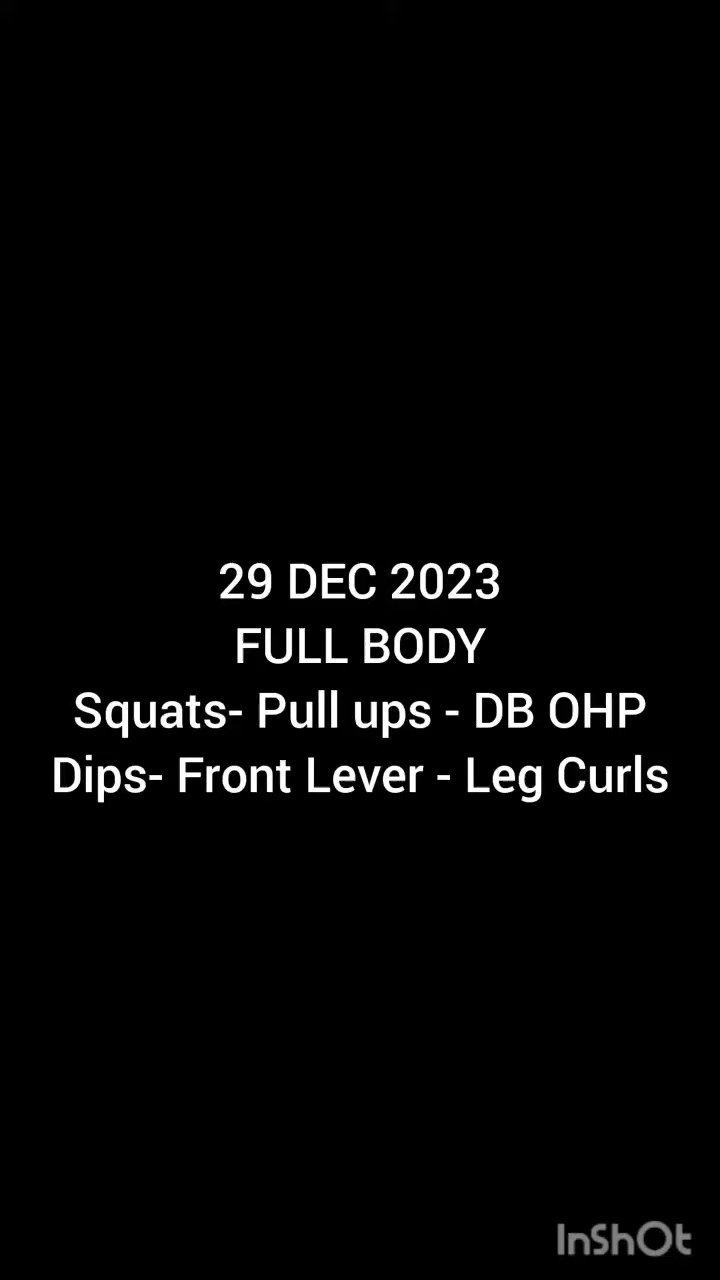 29 DEC 2023
FULL BODY
Squats- Pull ups - DB OHP
Dips- Front Lever - Leg Curls
InShOt